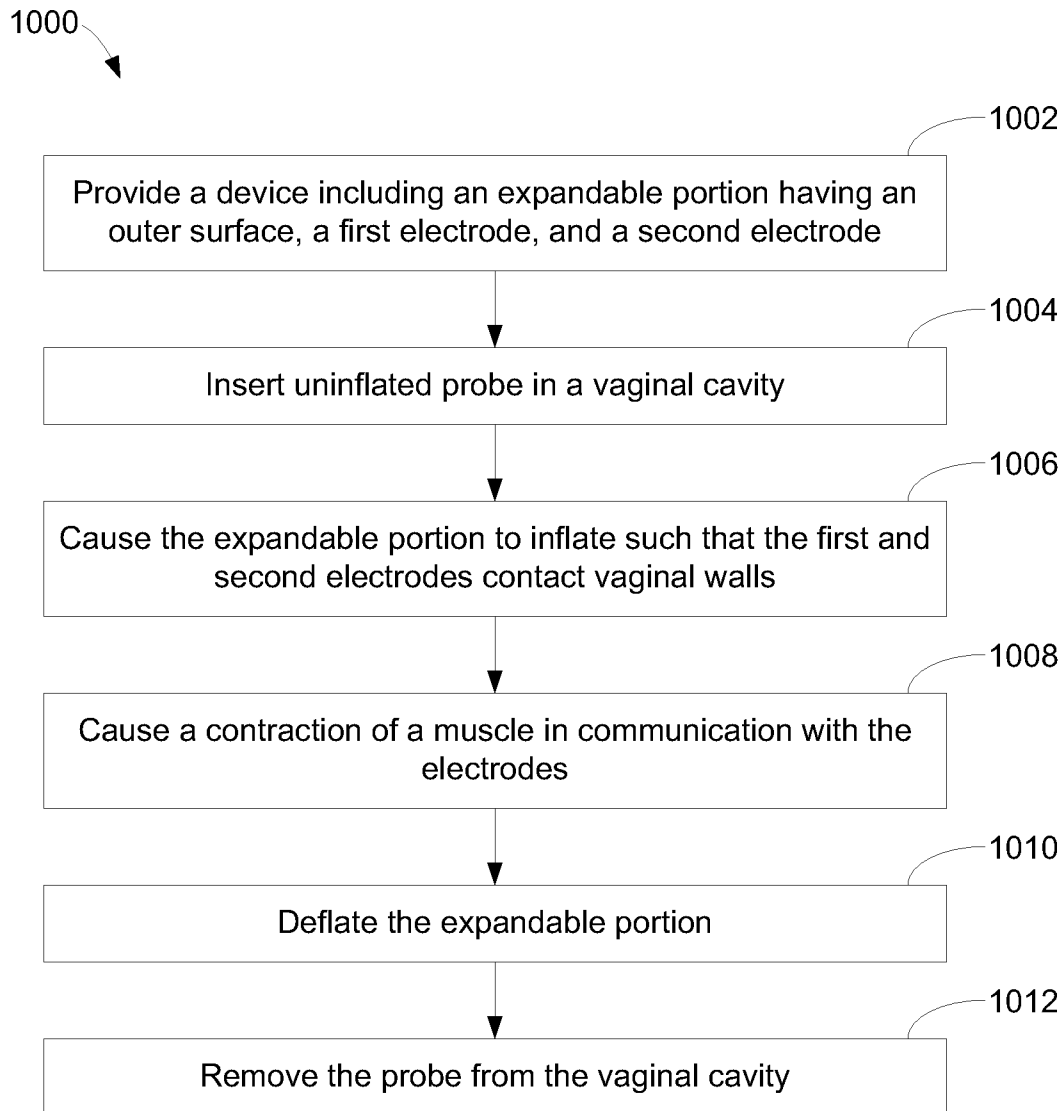 1000
1002
Provide a device including an expandable portion having an
outer surface, a first electrode, and a second electrode
1004
Insert uninflated probe in a vaginal cavity
1006
Cause the expandable portion to inflate such that the first and
second electrodes contact vaginal walls
1008
Cause a contraction of a muscle in communication with the
electrodes
1010
Deflate the expandable portion
1012
Remove the probe from the vaginal cavity